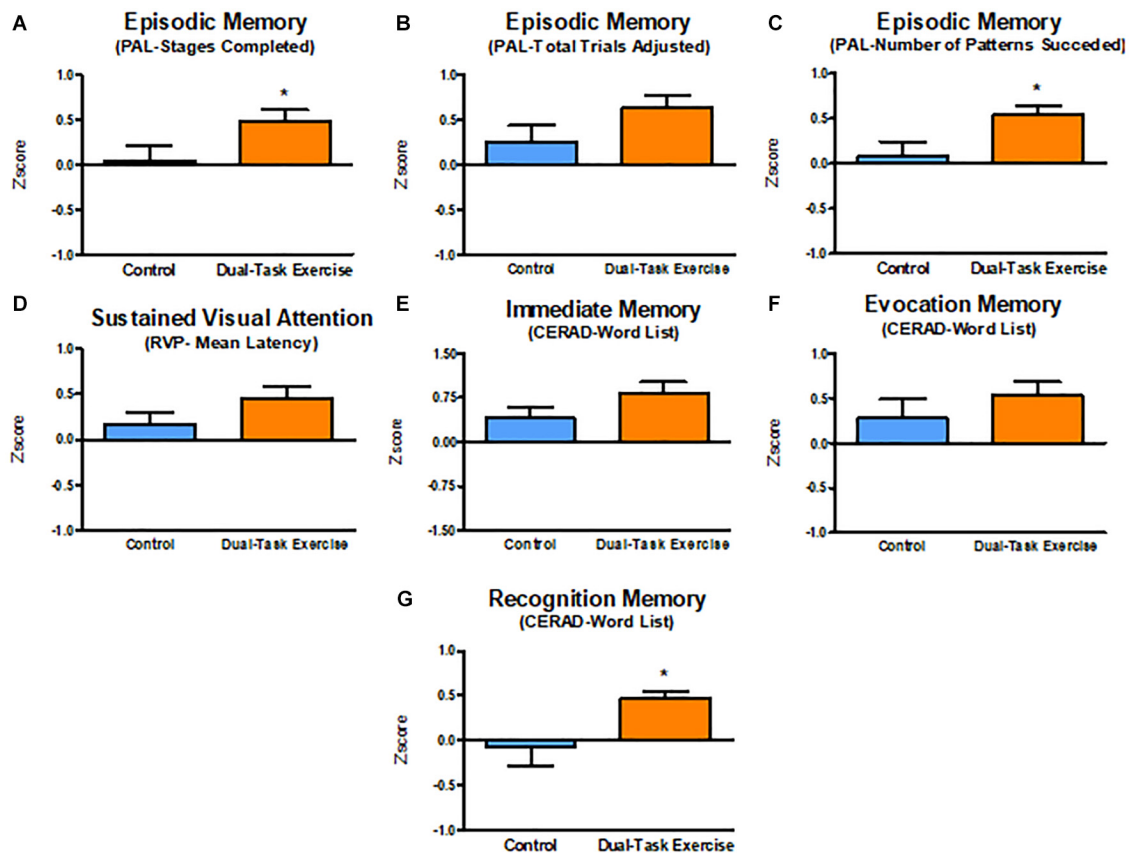 A
Episodic Memory
(PAL-Stages Completed)
*
1.0
0.5
0.0
-0.5
-1.0
Zscore
Control
Dual-Task Exercise
B
Episodic Memory
(PAL-Total Trials Adjusted)
1.0
0.5
0.0
-0.5
-1.0
Zscore
Control
Dual-Task Exercise
C
Episodic Memory
(PAL-Number of Patterns Succeded)
*
1.0
0.5
0.0
-0.5
-1.0
Zscore
Control
Dual-Task Exercise
D
Sustained Visual Attention
(RVP- Mean Latency)
1.0
0.5
0.0
-0.5
-1.0
Zscore
Control
Dual-Task Exercise
E
Immediate Memory
(CERAD-Word List)
1.50
0.75
0.00
-0.75
-1.50
Zscore
Control
Dual-Task Exercise
F
Evocation Memory
(CERAD-Word List)
1.0
0.5
0.0
-0.5
-1.0
Zscore
Control
Dual-Task Exercise
G
Recognition Memory
(CERAD-Word List)
*
1.0
0.5
0.0
-0.5
-1.0
Zscore
Control
Dual-Task Exercise